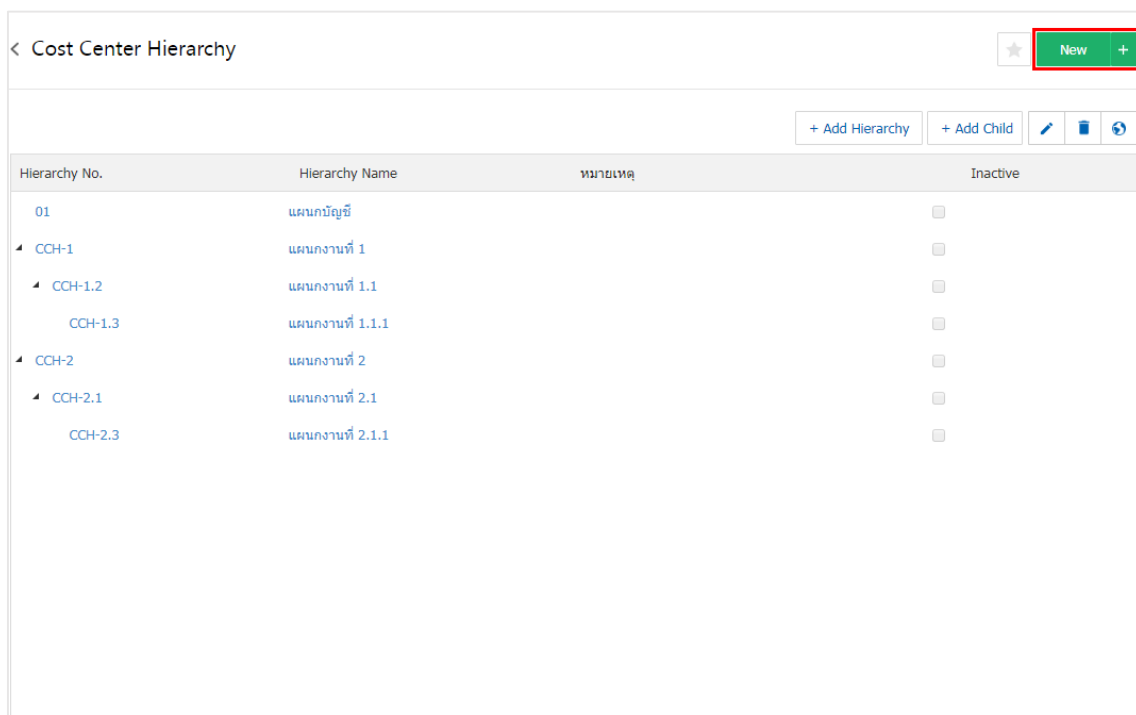 Cost Center Hierarchy
New +
+ Add Hierarchy + Add Child
Hierarchy No. Hierarchy Name หมายเหตุ Inactive
01 แผนกบัญชี
CCH-1 แผนกงานที่ 1
CCH-1.2 แผนกงานที่ 1.1
CCH-1.3 แผนกงานที่ 1.1.1
CCH-2 แผนกงานที่ 2
CCH-2.1 แผนกงานที่ 2.1
CCH-2.3 แผนกงานที่ 2.1.1